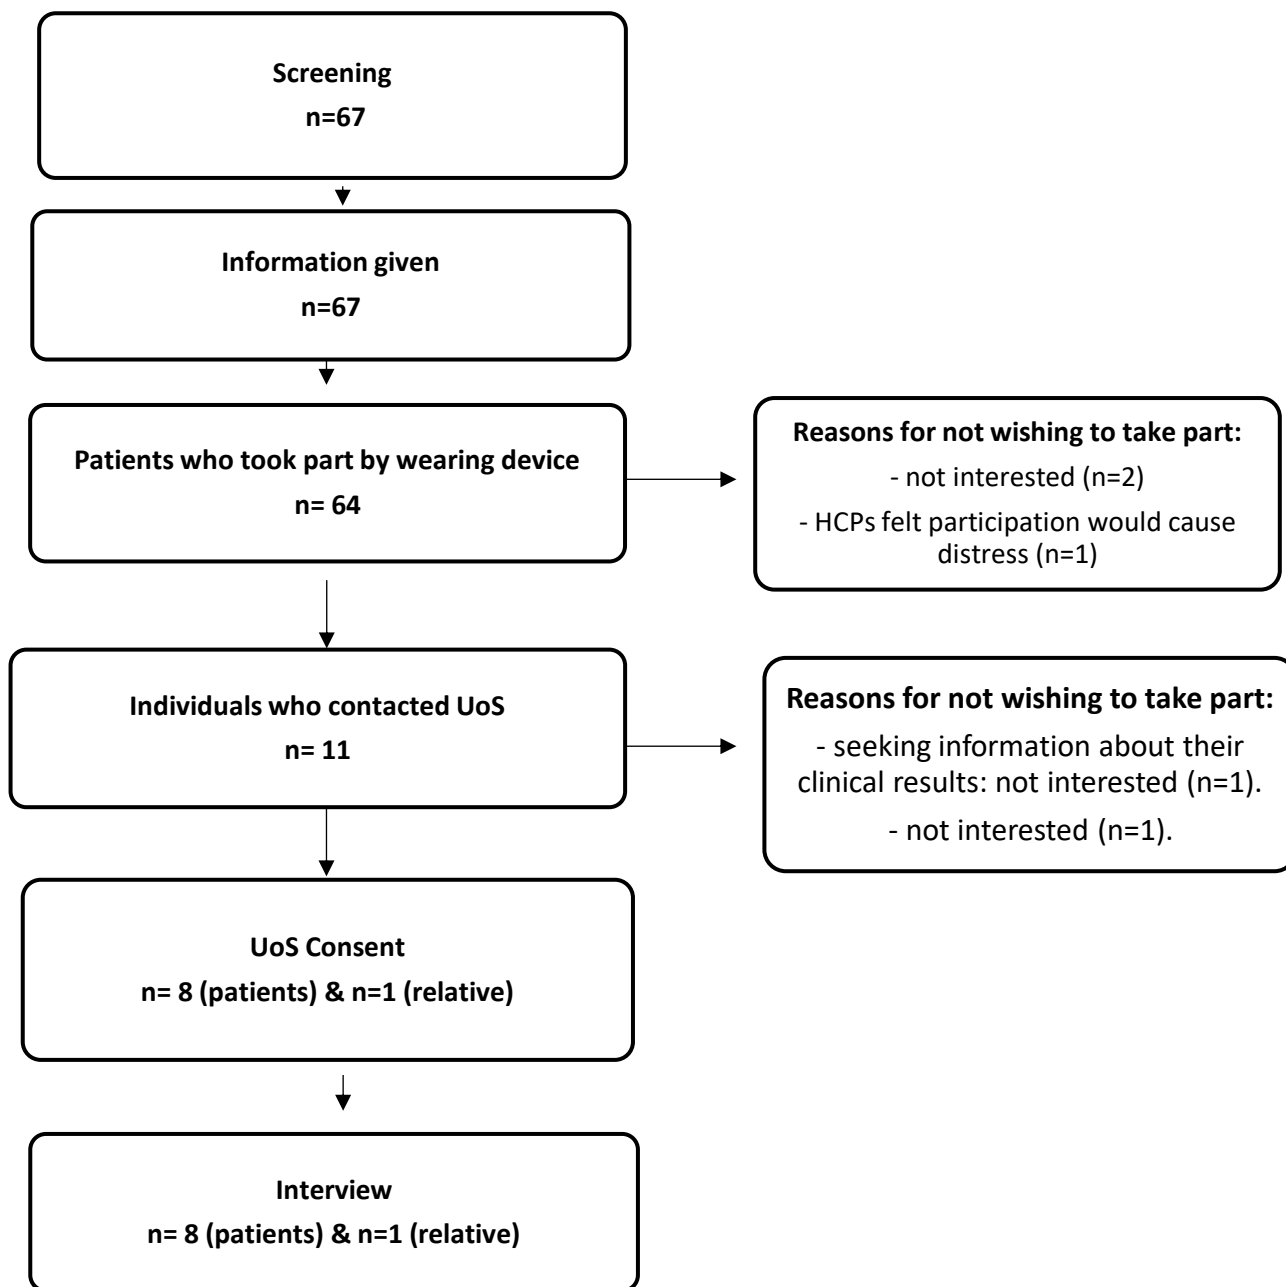 Screening
n=67
Information given
n=67
Patients who took part by wearing device
n= 64
Reasons for not wishing to take part:
- not interested (n=2)
- HCPs felt participation would cause
distress (n=1)
Individuals who contacted UoS
n= 11
Reasons for not wishing to take part:
- seeking information about their
clinical results: not interested (n=1).
- not interested (n=1).
UoS Consent
n= 8 (patients) & n=1 (relative)
Interview
n= 8 (patients) & n=1 (relative)